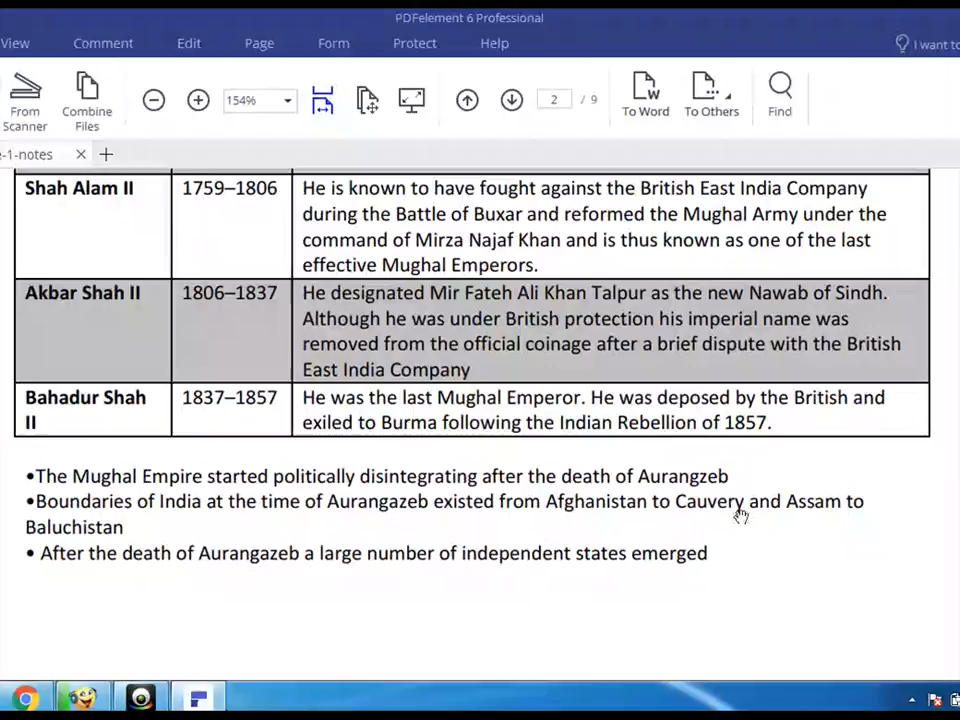 PDFelement 6 Professional
View Comment Edit Page Form Protect Help I want to
From Scanner
Combine Files
154%
2 / 9
To Word
To Others
Find
e-1-notes
Shah Alam II 1759–1806 He is known to have fought against the British East India Company
during the Battle of Buxar and reformed the Mughal Army under the
command of Mirza Najaf Khan and is thus known as one of the last
effective Mughal Emperors.
Akbar Shah II 1806–1837 He designated Mir Fateh Ali Khan Talpur as the new Nawab of Sindh.
Although he was under British protection his imperial name was
removed from the official coinage after a brief dispute with the British
East India Company
Bahadur Shah 1837–1857 He was the last Mughal Emperor. He was deposed by the British and
II exiled to Burma following the Indian Rebellion of 1857.
•The Mughal Empire started politically disintegrating after the death of Aurangzeb
•Boundaries of India at the time of Aurangazeb existed from Afghanistan to Cauvery and Assam to
Baluchistan
• After the death of Aurangazeb a large number of independent states emerged